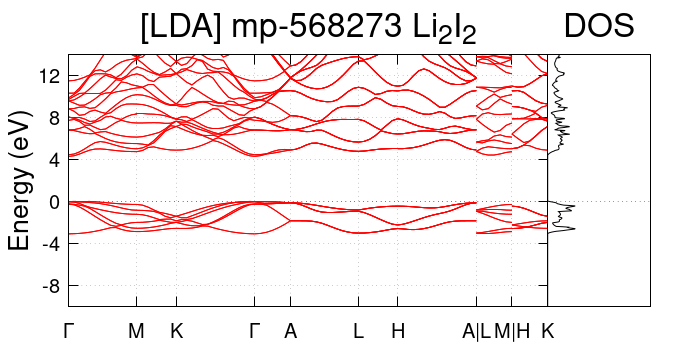 [LDA] mp-568273 Li2I2
DOS
Energy (eV)
12
8
4
0
-4
-8
Γ M K Γ A L H A|L M|H K